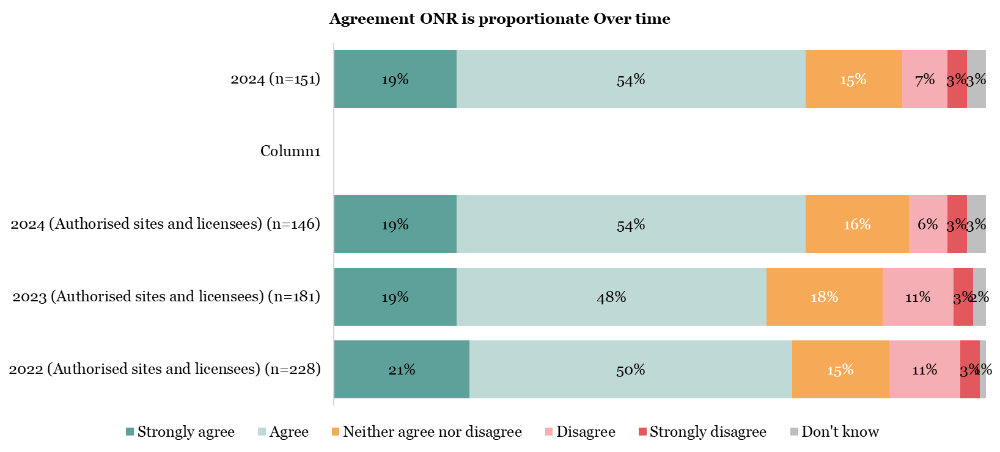 Agreement ONR is proportionate Over time
2024 (n=151)
19% 54% 15% 7% 3% 3%
Column1
2024 (Authorised sites and licensees) (n=146)
19% 54% 16% 6% 3% 3%
2023 (Authorised sites and licensees) (n=181)
19% 48% 18% 11% 3% 2%
2022 (Authorised sites and licensees) (n=228)
21% 50% 15% 11% 3% 1%
Strongly agree Agree Neither agree nor disagree Disagree Strongly disagree Don't know